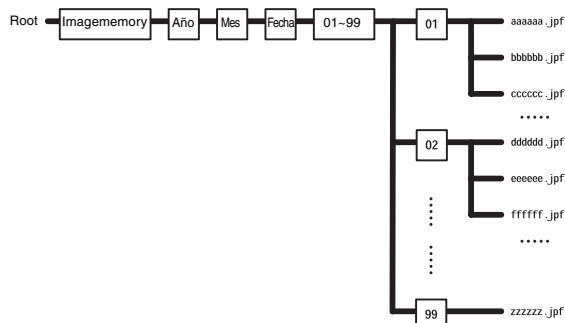 Root Imagememory Año Mes Fecha 01~99 01 aaaaaa.jpf
bbbbbb.jpf
cccccc.jpf
.....
02 dddddd.jpf
eeeeee.jpf
ffffff.jpf
.....
99 zzzzzz.jpf